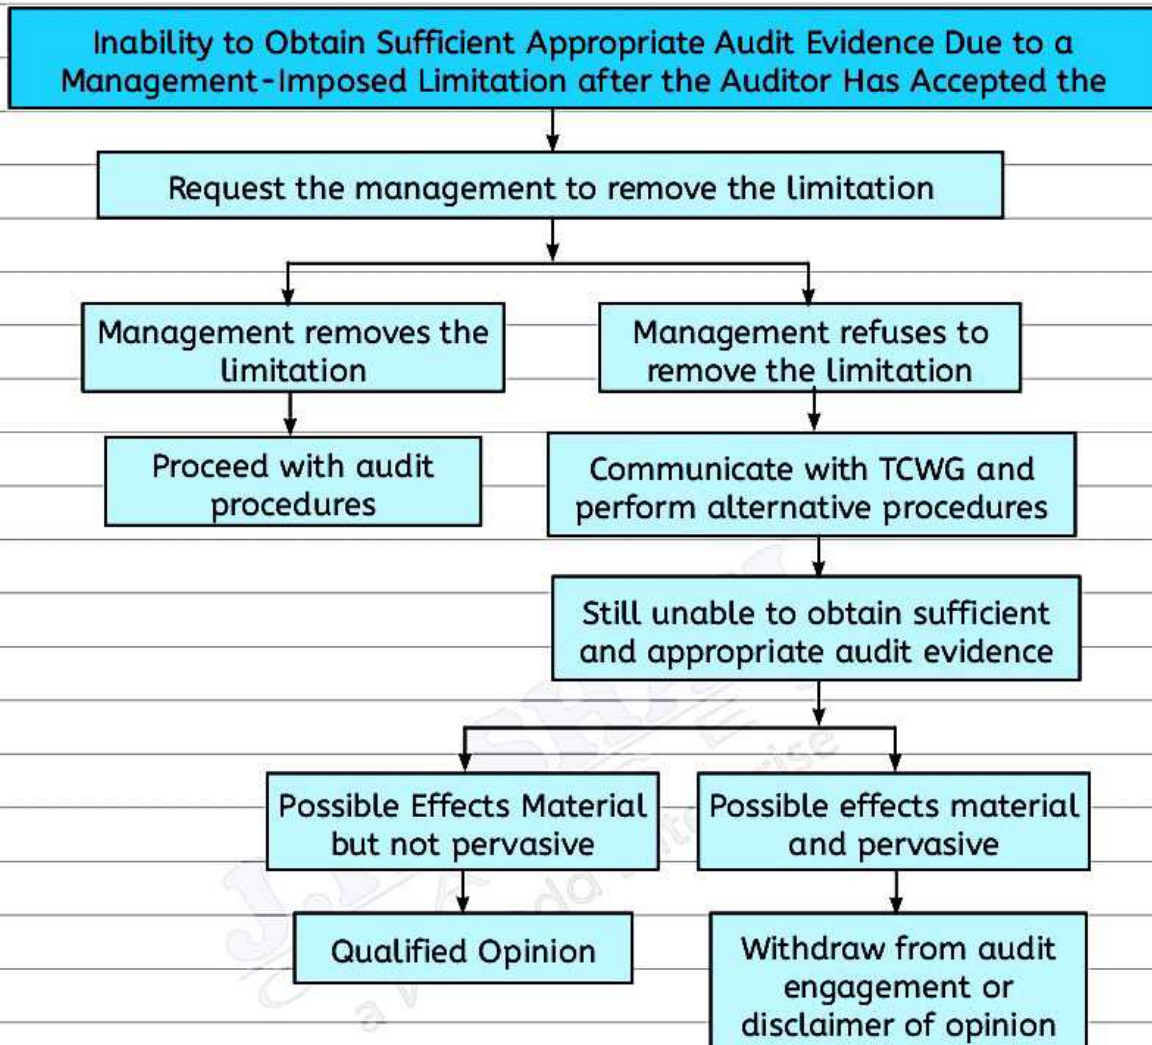 Inability to Obtain Sufficient Appropriate Audit Evidence Due to a
Management-Imposed Limitation after the Auditor Has Accepted the
Request the management to remove the limitation
Management removes the
limitation
Management refuses to
remove the limitation
Proceed with audit
procedures
Communicate with TCWG and
perform alternative procedures
Still unable to obtain sufficient
and appropriate audit evidence
Possible Effects Material
but not pervasive
Possible effects material
and pervasive
Qualified Opinion
Withdraw from audit
engagement or
disclaimer of opinion